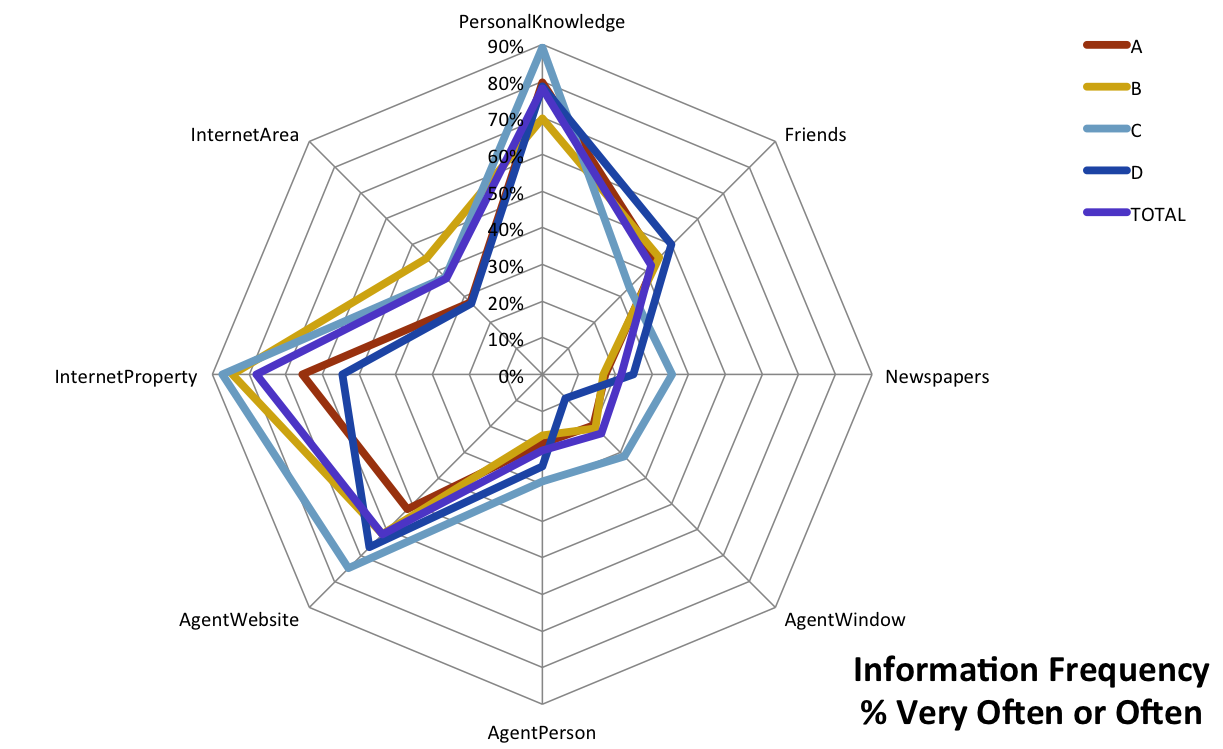 PersonalKnowledge
90%
80%
70%
60%
50%
40%
30%
20%
10%
0%
InternetArea
Friends
InternetProperty
Newspapers
AgentWebsite
AgentWindow
AgentPerson
A
B
C
D
TOTAL
Information Frequency
% Very Often or Often